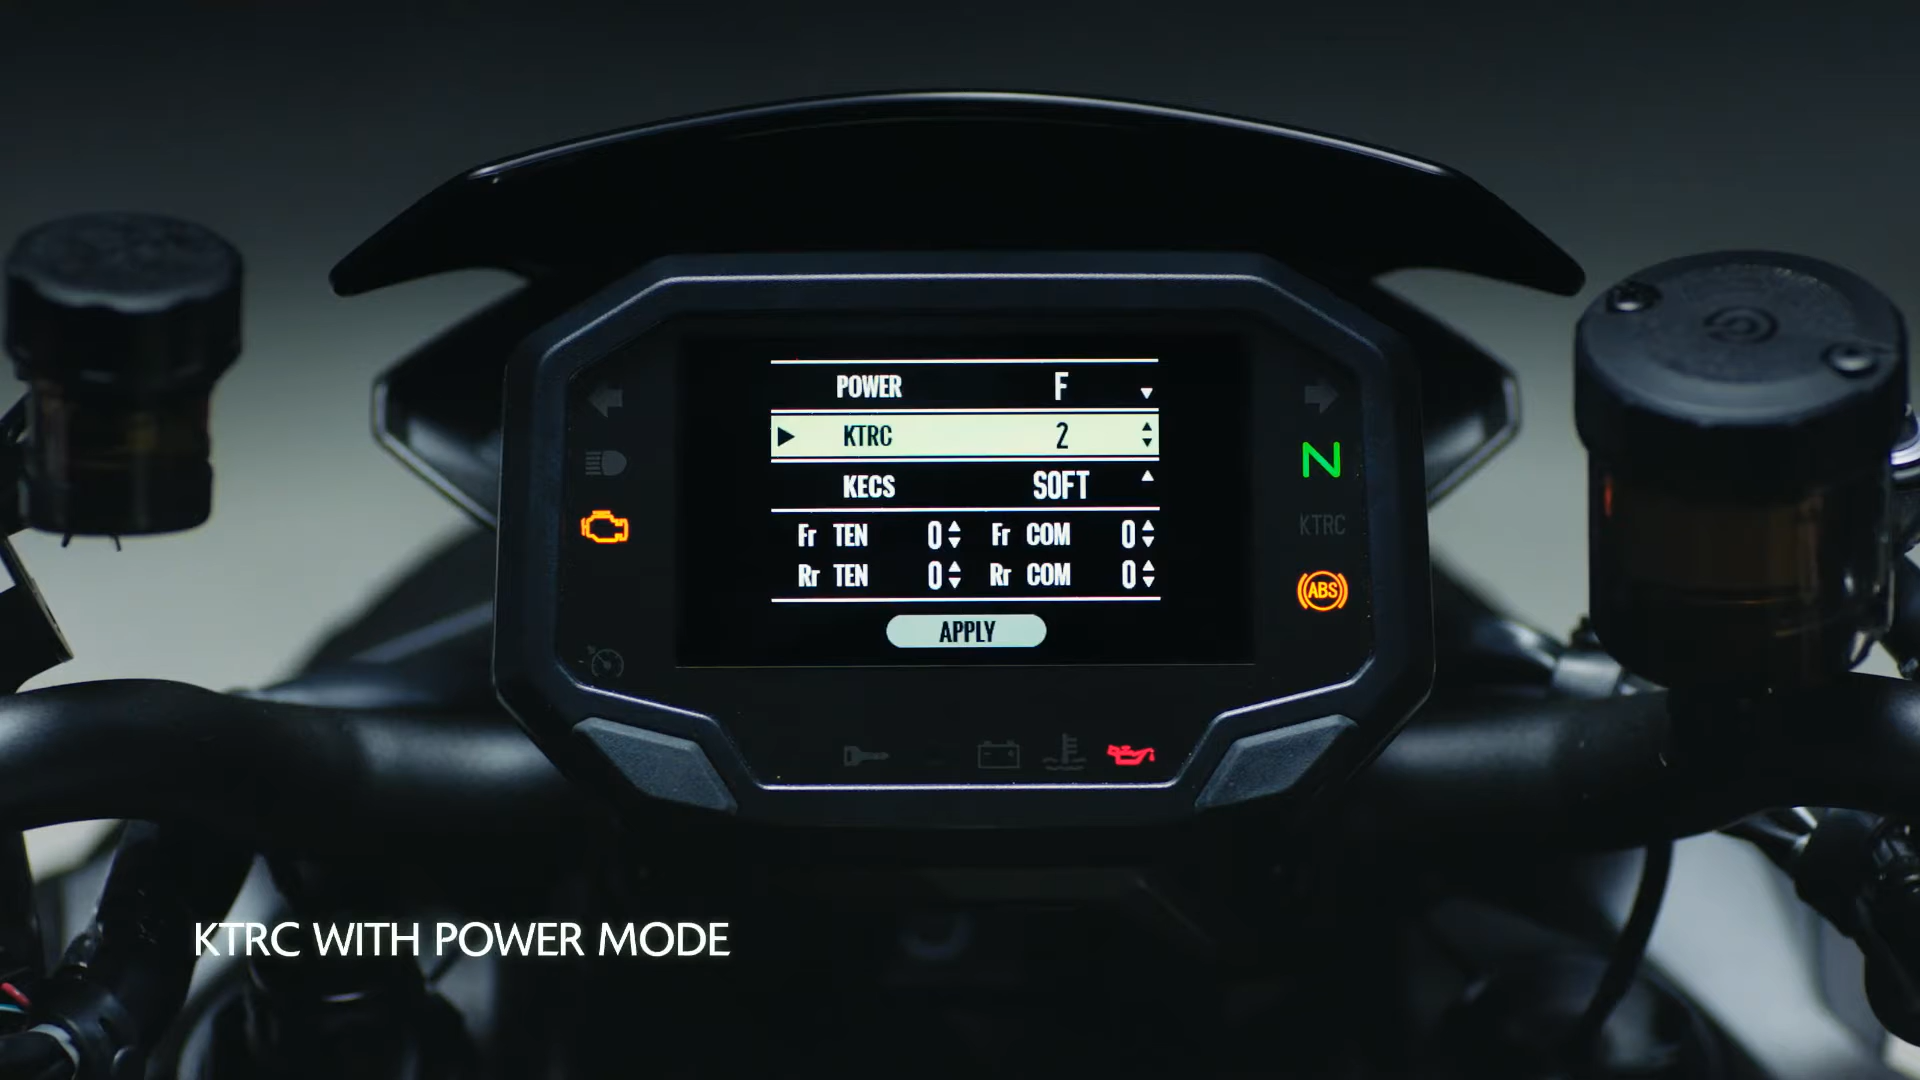 POWER F
KTRC 2
KECS SOFT
Fr TEN 0 Fr COM 0
Rr TEN 0 Rr COM 0
APPLY
N
KTRC
ABS
KTRC WITH POWER MODE